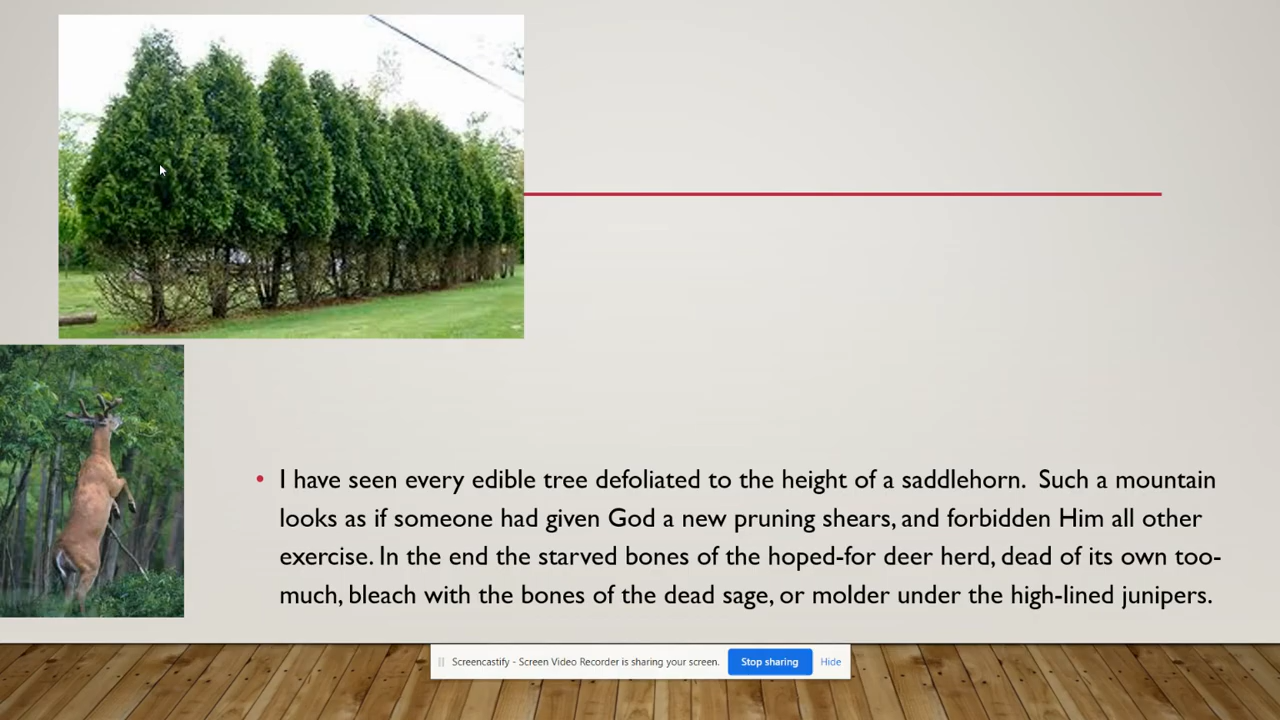 • I have seen every edible tree defoliated to the height of a saddlehorn.  Such a mountain
looks as if someone had given God a new pruning shears, and forbidden Him all other
exercise. In the end the starved bones of the hoped-for deer herd, dead of its own too-
much, bleach with the bones of the dead sage, or molder under the high-lined junipers.
Screencastify - Screen Video Recorder is sharing your screen. Stop sharing Hide